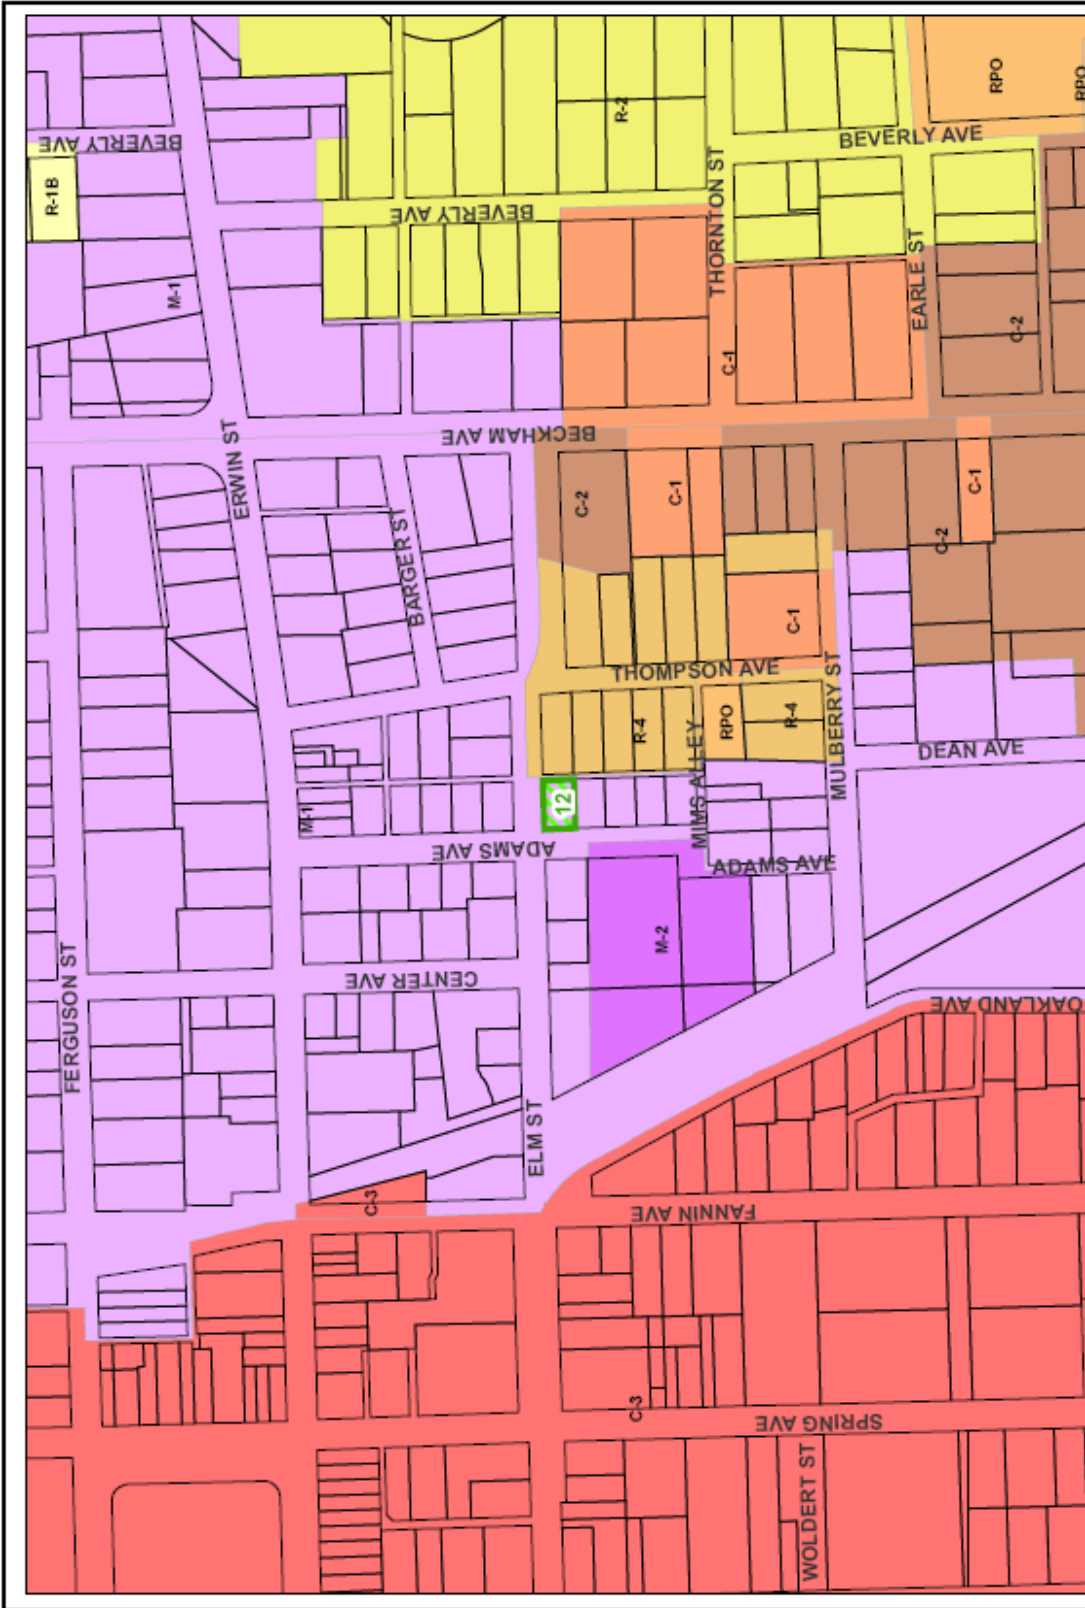 RPO
RPO
R-2
BEVERLY AVE
BEVERLY AVE
R-1B
THORNTON ST
BEVERLY AVE
EARLE ST
M-1
C-2
C-1
BECKHAM AVE
ERWIN ST
C-2
C-1
C-1
C-2
BARGER ST
C-1
THOMPSON AVE
MULBERRY ST
R-4
RPO
R-4
MIMS ALLEY
DEAN AVE
12
M-1
ADAMS AVE
ADAMS AVE
M-2
FERGUSON ST
CENTER AVE
OAKLAND AVE
ELM ST
C-3
FANNIN AVE
C-3
SPRING AVE
WOLDERT ST